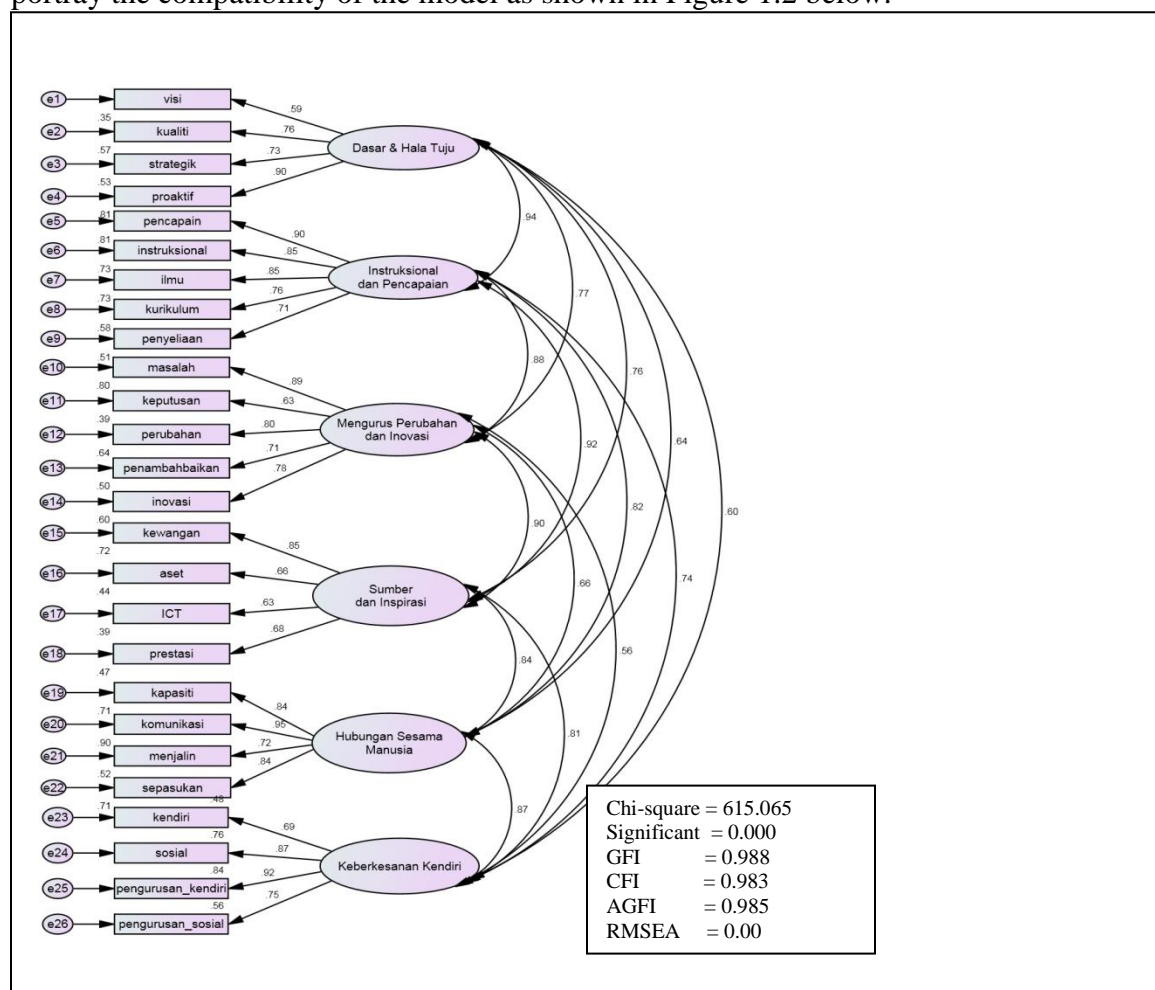 portray the compatibility of the model as shown in Figure 1.2 below.
e1
visi
.59
.35
e2
kualiti
.76
.57
e3
strategik
.73
.53
e4
proaktif
.90
Dasar & Hala Tuju
.81
e5
pencapain
.90
.81
e6
instruksional
.85
.73
e7
ilmu
.85
.73
e8
kurikulum
.76
.58
e9
penyeliaan
.71
Instruksional
dan Pencapaian
.51
e10
masalah
.89
.80
e11
keputusan
.63
.39
e12
perubahan
.80
.64
e13
penambahbaikan
.71
.50
e14
inovasi
.78
Mengurus Perubahan
dan Inovasi
.60
e15
kewangan
.85
.72
e16
aset
.66
.44
e17
ICT
.63
.39
e18
prestasi
.68
Sumber
dan Inspirasi
.47
e19
kapasiti
.84
.71
e20
komunikasi
.95
.90
e21
menjalin
.72
.52
e22
sepasukan
.84
Hubungan Sesama
Manusia
.71
.48
e23
kendiri
.69
.76
e24
sosial
.87
.84
e25
pengurusan_kendiri
.92
.56
e26
pengurusan_sosial
.75
Keberkesanan Kendiri
.94
.77
.88
.76
.92
.64
.90
.82
.60
.66
.74
.56
.84
.81
.87
Chi-square = 615.065
Significant = 0.000
GFI = 0.988
CFI = 0.983
AGFI = 0.985
RMSEA = 0.00